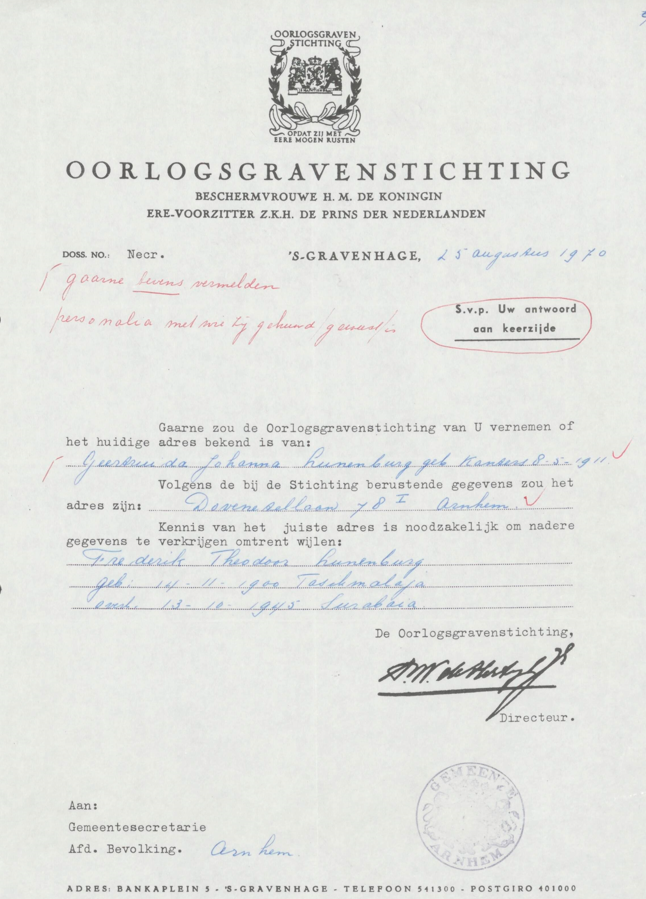 OORLOGSGRAVEN
STICHTING
OPDAT ZIJ MET
EERE MOGEN RUSTEN
OORLOGSGRAVENSTICHTING
BESCHERMVROUWE H. M. DE KONINGIN
ERE-VOORZITTER Z.K.H. DE PRINS DER NEDERLANDEN
DOSS. NO.: Necr. 'S-GRAVENHAGE, 25 augustus 1970
gaarne tevens vermelden
personalia met wie zij gehuwd/geweest/is
S.v.p. Uw antwoord
aan keerzijde
Gaarne zou de Oorlogsgravenstichting van U vernemen of
het huidige adres bekend is van:
Johanna Lunenburg geb. 8-5-1911
Volgens de bij de Stichting berustende gegevens zou het
adres zijn: 78 I Arnhem.
Kennis van het juiste adres is noodzakelijk om nadere
gegevens te verkrijgen omtrent wijlen:
Frederik Theodoor Lunenburg
geb. 14-11-1900 Tasikmalaja
overl. 13-10-1945 Surabaia
De Oorlogsgravenstichting,
Directeur.
Aan:
Gemeentesecretarie
Afd. Bevolking. Arnhem.
GEMEENTE
ARNHEM
ADRES: BANKAPLEIN 5 - 'S-GRAVENHAGE - TELEFOON 541300 - POSTGIRO 401000